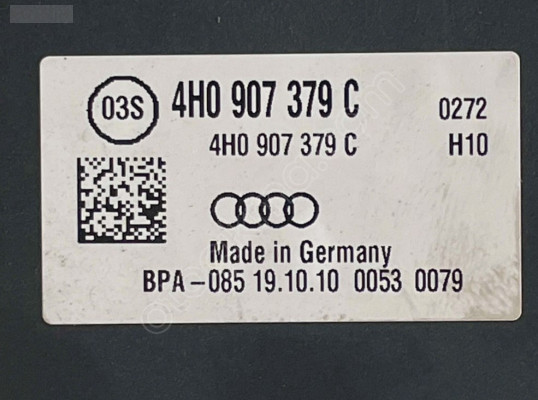 03S 4H0 907 379 C 0272
4H0 907 379 C H10
Made in Germany
BPA-085 19.10.10 0053 0079